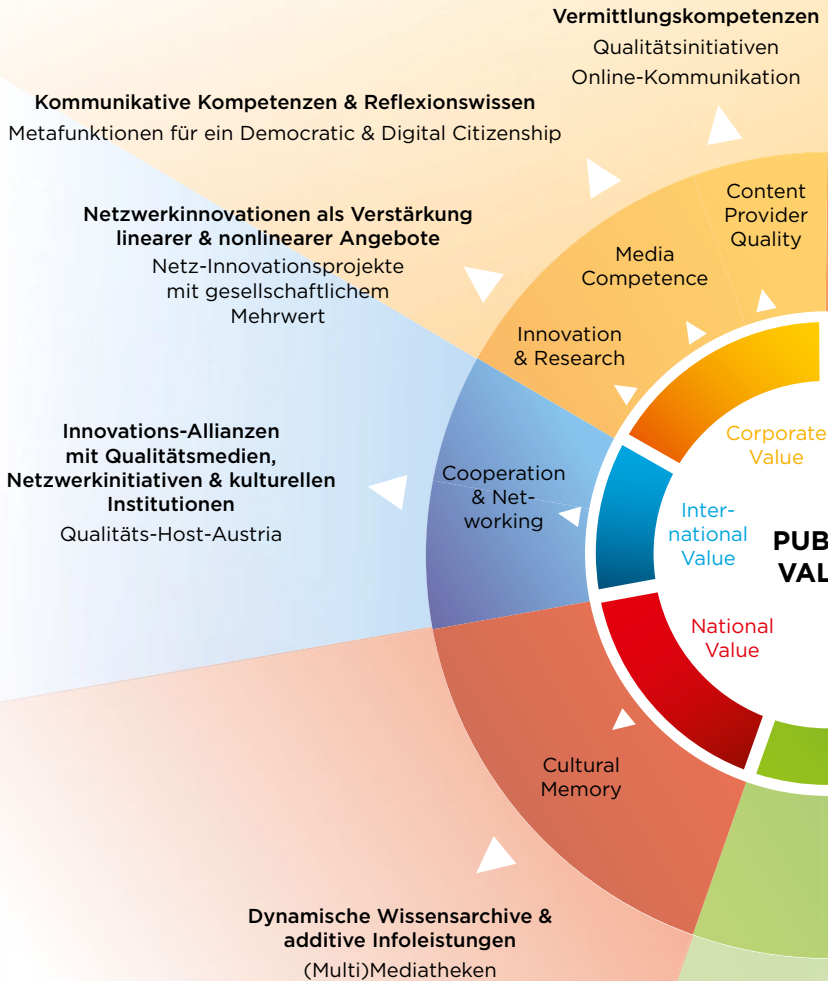 Vermittlungskompetenzen
Qualitätsinitiativen
Online-Kommunikation
Kommunikative Kompetenzen & Reflexionswissen
Metafunktionen für ein Democratic & Digital Citizenship
Netzwerkinnovationen als Verstärkung
linearer & nonlinearer Angebote
Netz-Innovationsprojekte
mit gesellschaftlichem
Mehrwert
Content
Provider
Quality
Media
Competence
Innovation
& Research
Corporate
Value
Innovations-Allianzen
mit Qualitätsmedien,
Netzwerkinitiativen & kulturellen
Institutionen
Qualitäts-Host-Austria
Cooperation
& Net-
working
Inter-
national
Value
PUB
VAL
National
Value
Cultural
Memory
Dynamische Wissensarchive &
additive Infoleistungen
(Multi)Mediatheken